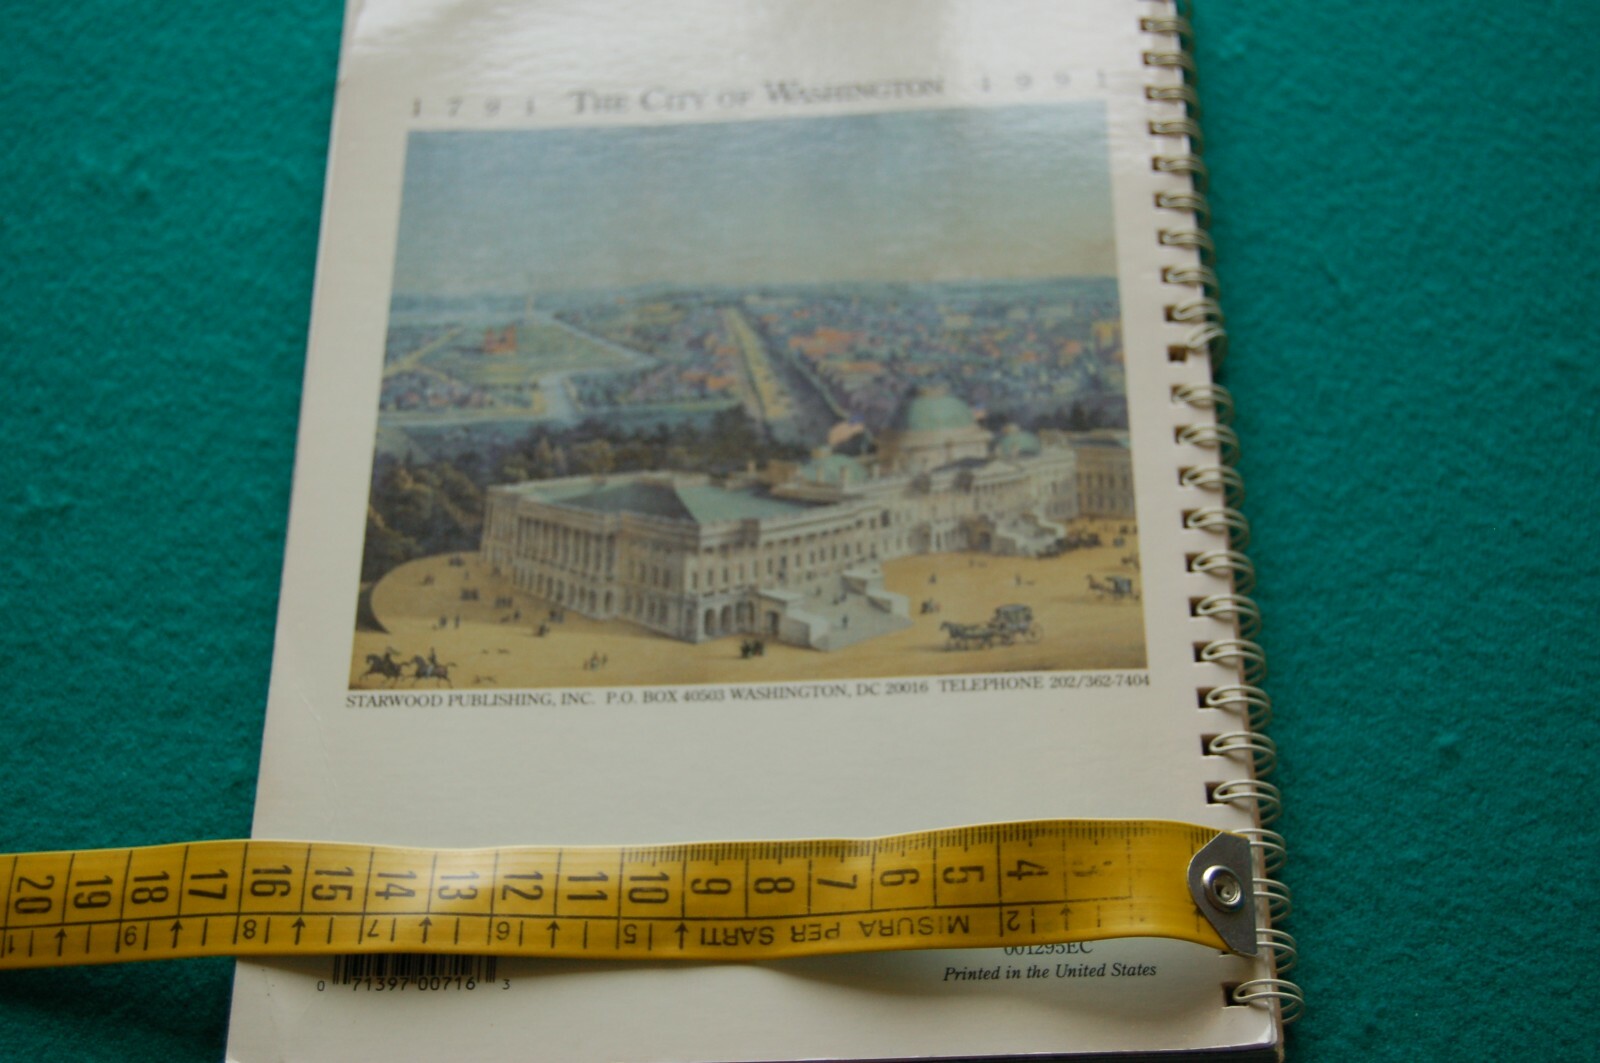 1791 THE CITY OF WASHINGTON 1991
STARWOOD PUBLISHING, INC. P.O. BOX 40503 WASHINGTON, DC 20016 TELEPHONE 202/362-7404
20 19 18 17 16 15 14 13 12 11 10 9 8 7 6 5 4
9 8 7 6 5 MISURA PER SARTI 2
001295EC
Printed in the United States
0 71397 00716 3